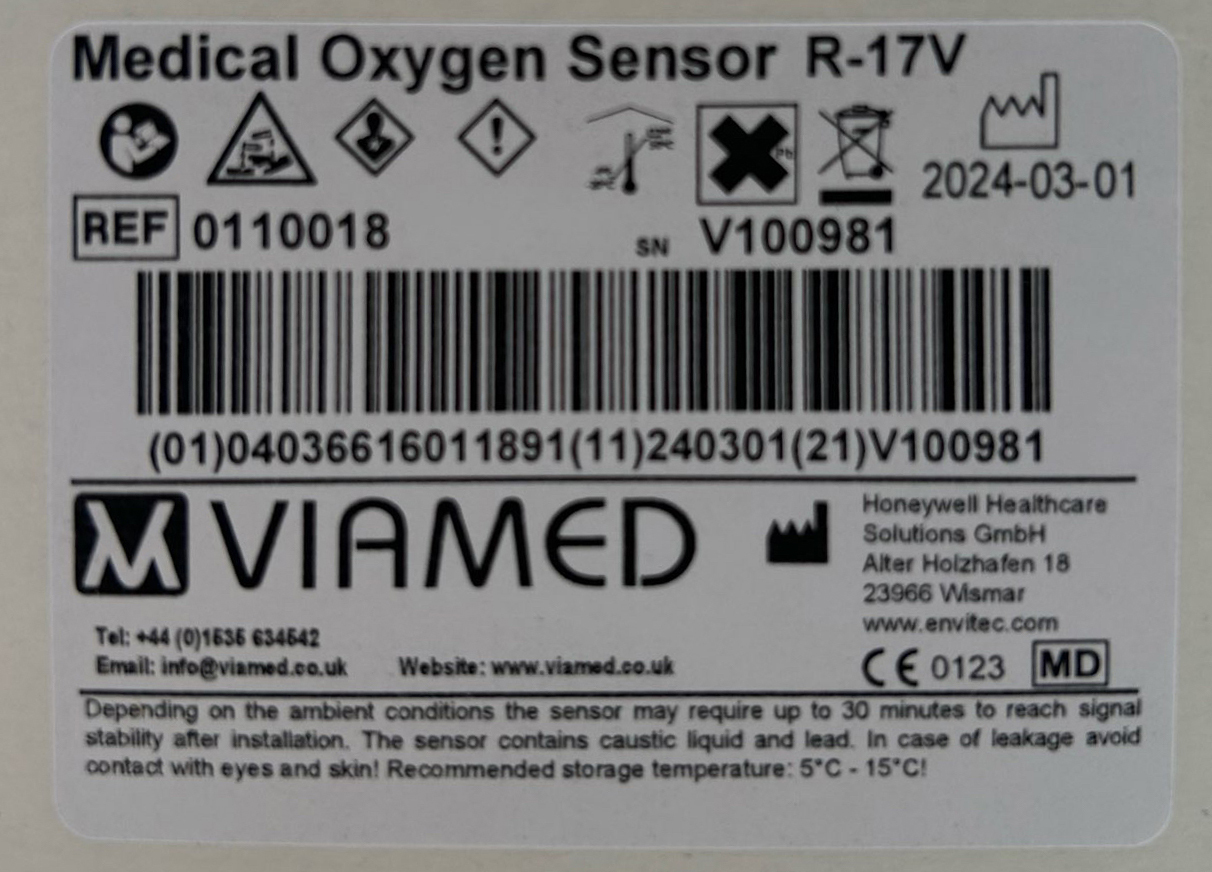 Medical Oxygen Sensor R-17V
Pb
2024-03-01
REF 0110018 SN V100981
(01)04036616011891(11)240301(21)V100981
VIAMED
Honeywell Healthcare
Solutions GmbH
Alter Holzhafen 18
23966 Wismar
www.envitec.com
Tel: +44 (0)1535 634542
Email: info@viamed.co.uk Website: www.viamed.co.uk
CE 0123 MD
Depending on the ambient conditions the sensor may require up to 30 minutes to reach signal
stability after installation. The sensor contains caustic liquid and lead. In case of leakage avoid
contact with eyes and skin! Recommended storage temperature: 5°C - 15°C!